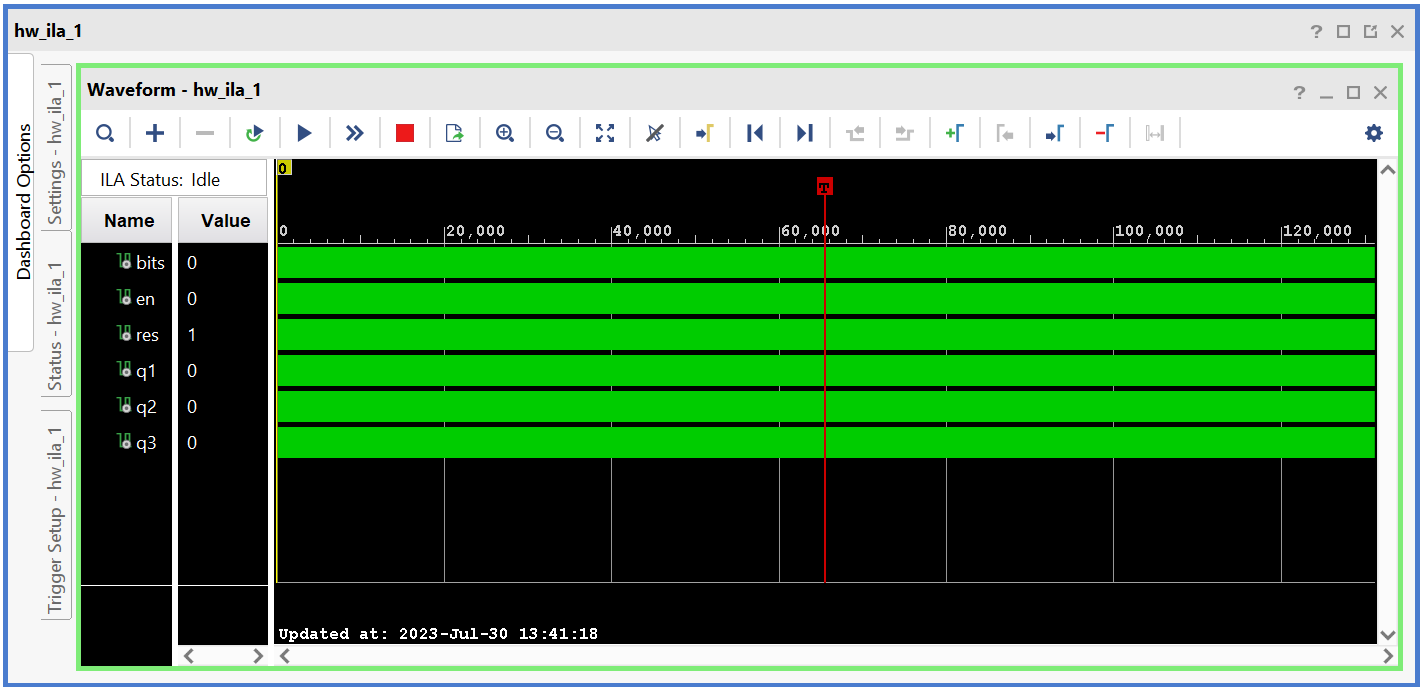 hw_ila_1
Dashboard Options
Settings - hw_ila_1
Status - hw_ila_1
Trigger Setup - hw_ila_1
Waveform - hw_ila_1
ILA Status: Idle
Name Value
bits 0
en 0
res 1
q1 0
q2 0
q3 0
0
T
0 20,000 40,000 60,000 80,000 100,000 120,000
Updated at: 2023-Jul-30 13:41:18